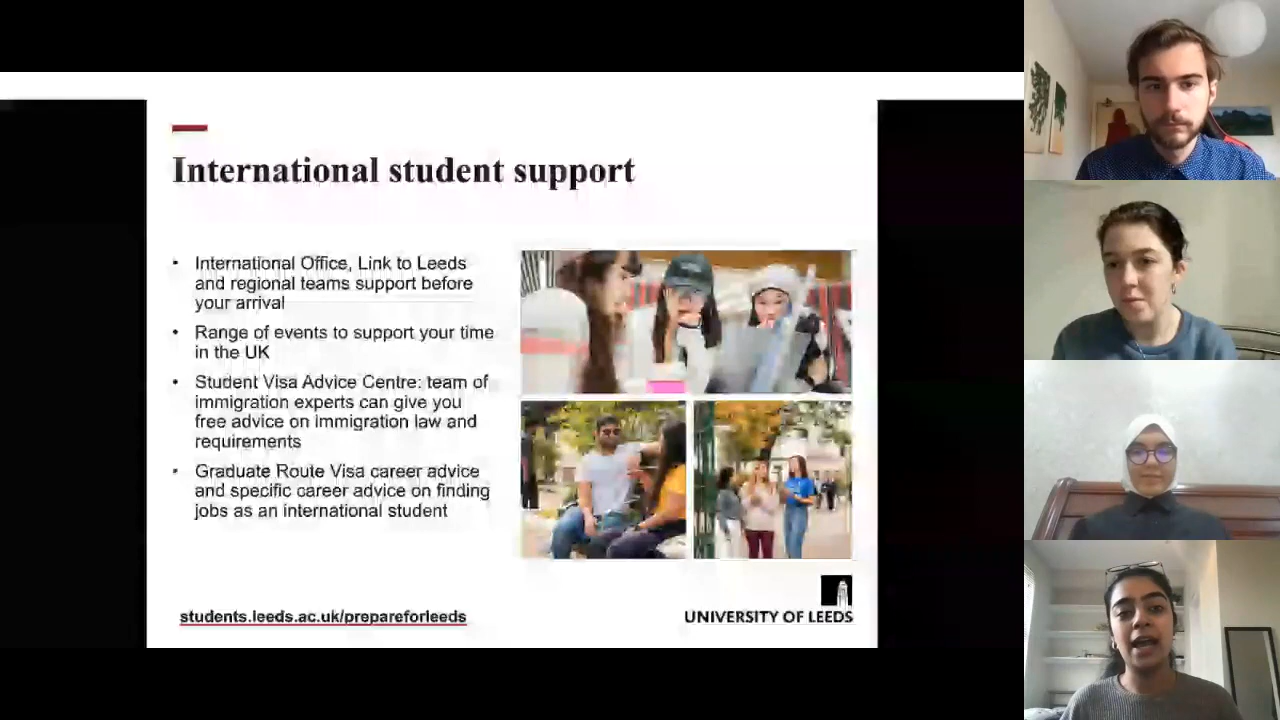 International student support
• International Office, Link to Leeds
and regional teams support before
your arrival
• Range of events to support your time
in the UK
• Student Visa Advice Centre: team of
immigration experts can give you
free advice on immigration law and
requirements
• Graduate Route Visa career advice
and specific career advice on finding
jobs as an international student
students.leeds.ac.uk/prepareforleeds
UNIVERSITY OF LEEDS